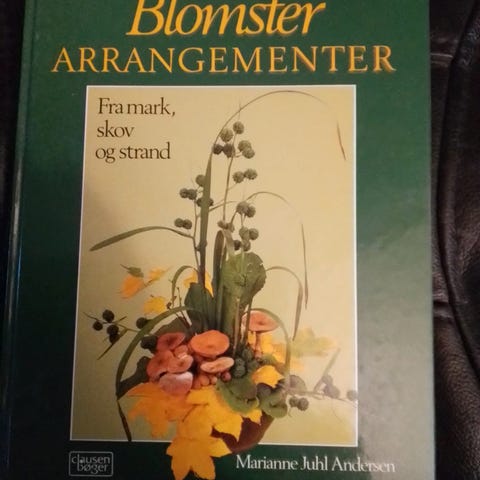 Blomster
ARRANGEMENTER
Fra mark,
skov
og strand
Marianne Juhl Andersen
clausen
bøger